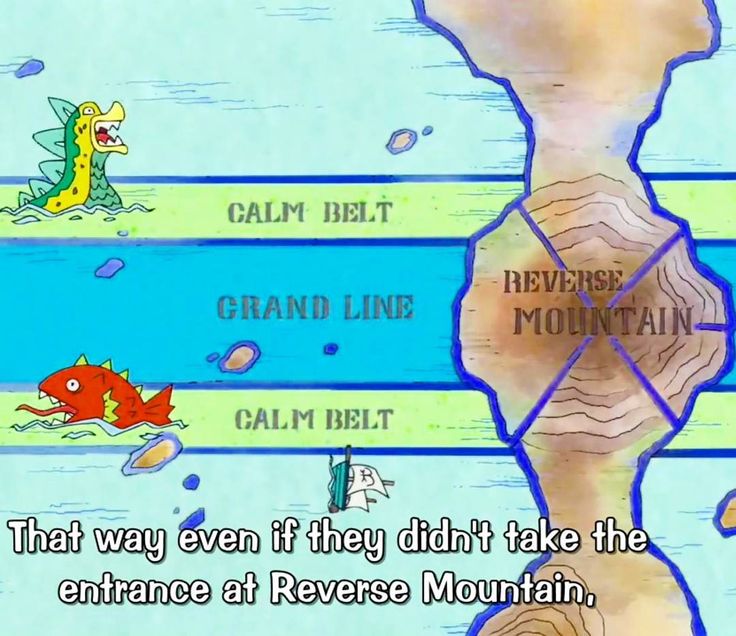 CALM BELT
GRAND LINE
REVERSE
MOUNTAIN
CALM BELT
B
That way even if they didn't take the
entrance at Reverse Mountain,